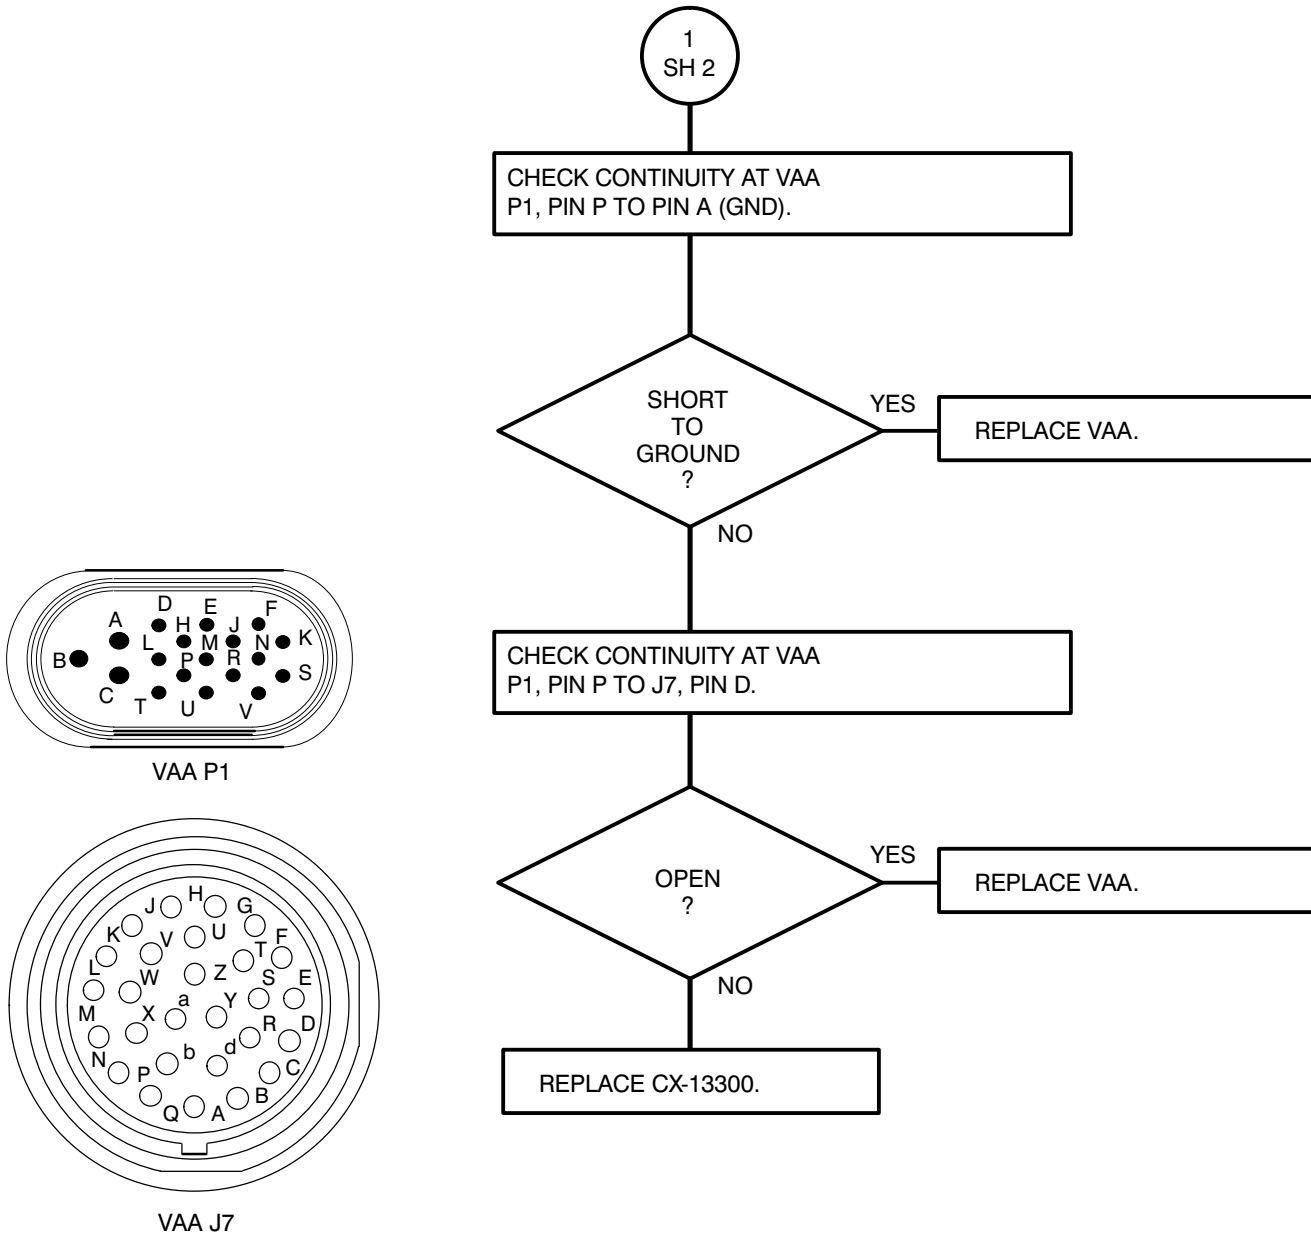 1
SH 2
CHECK CONTINUITY AT VAA
P1, PIN P TO PIN A (GND).
SHORT
TO
GROUND
?
YES
REPLACE VAA.
NO
CHECK CONTINUITY AT VAA
P1, PIN P TO J7, PIN D.
OPEN
?
YES
REPLACE VAA.
NO
REPLACE CX-13300.
D E F
A H J K
L M N
B P R S
C T U V
VAA P1
J H G
K V U T F
L W Z S E
M X a Y R D
N P b d C
Q A B
VAA J7